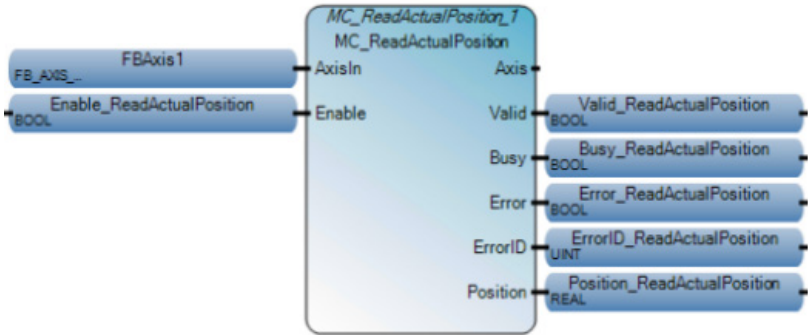 MC_ReadActualPosition_1
MC_ReadActualPosition
FBAxis1
FB_AXIS_..
AxisIn
Axis
Enable_ReadActualPosition
BOOL
Enable
Valid
Valid_ReadActualPosition
BOOL
Busy
Busy_ReadActualPosition
BOOL
Error
Error_ReadActualPosition
BOOL
ErrorID
ErrorID_ReadActualPosition
UINT
Position
Position_ReadActualPosition
REAL